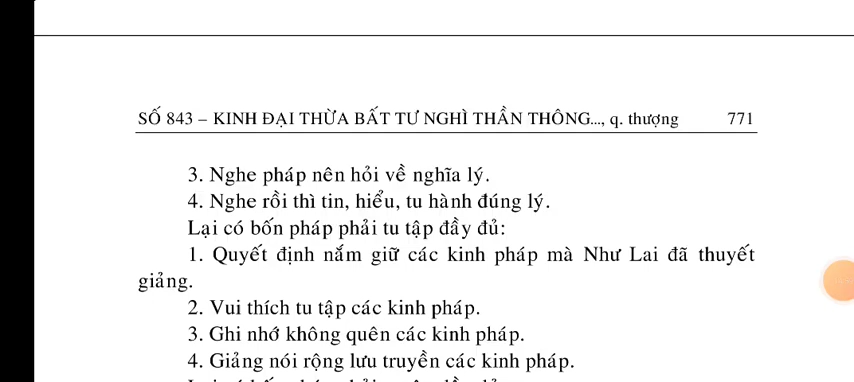 SỐ 843 – KINH ĐẠI THỪA BẤT TƯ NGHÌ THẦN THÔNG..., q. thượng 771
3. Nghe pháp nên hỏi về nghĩa lý.
4. Nghe rồi thì tin, hiểu, tu hành đúng lý.
Lại có bốn pháp phải tu tập đầy đủ:
1. Quyết định nắm giữ các kinh pháp mà Như Lai đã thuyết
giảng.
2. Vui thích tu tập các kinh pháp.
3. Ghi nhớ không quên các kinh pháp.
4. Giảng nói rộng lưu truyền các kinh pháp.